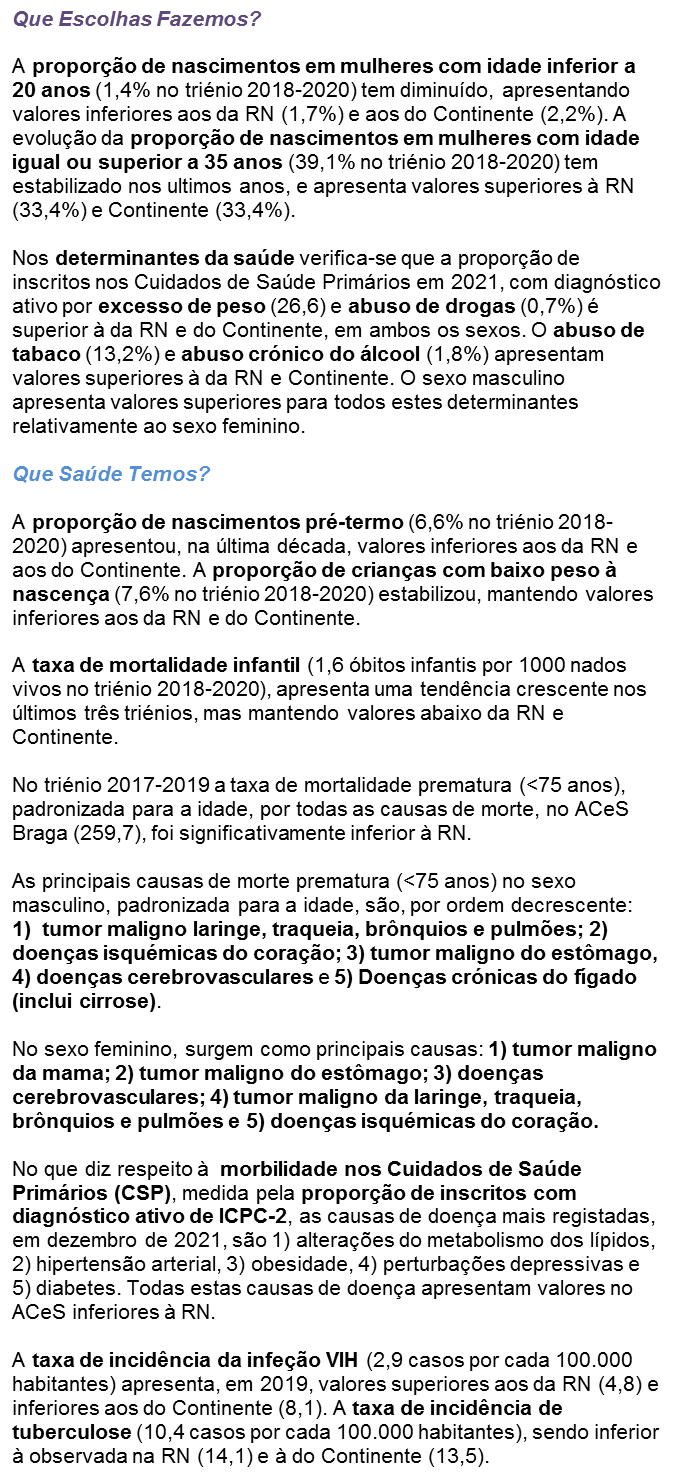 Que Escolhas Fazemos?
A proporção de nascimentos em mulheres com idade inferior a
20 anos (1,4% no triénio 2018-2020) tem diminuído, apresentando
valores inferiores aos da RN (1,7%) e aos do Continente (2,2%). A
evolução da proporção de nascimentos em mulheres com idade
igual ou superior a 35 anos (39,1% no triénio 2018-2020) tem
estabilizado nos ultimos anos, e apresenta valores superiores à RN
(33,4%) e Continente (33,4%).
Nos determinantes da saúde verifica-se que a proporção de
inscritos nos Cuidados de Saúde Primários em 2021, com diagnóstico
ativo por excesso de peso (26,6) e abuso de drogas (0,7%) é
superior à da RN e do Continente, em ambos os sexos. O abuso de
tabaco (13,2%) e abuso crónico do álcool (1,8%) apresentam
valores superiores à da RN e Continente. O sexo masculino
apresenta valores superiores para todos estes determinantes
relativamente ao sexo feminino.
Que Saúde Temos?
A proporção de nascimentos pré-termo (6,6% no triénio 2018-
2020) apresentou, na última década, valores inferiores aos da RN e
aos do Continente. A proporção de crianças com baixo peso à
nascença (7,6% no triénio 2018-2020) estabilizou, mantendo valores
inferiores aos da RN e do Continente.
A taxa de mortalidade infantil (1,6 óbitos infantis por 1000 nados
vivos no triénio 2018-2020), apresenta uma tendência crescente nos
últimos três triénios, mas mantendo valores abaixo da RN e
Continente.
No triénio 2017-2019 a taxa de mortalidade prematura (<75 anos),
padronizada para a idade, por todas as causas de morte, no ACeS
Braga (259,7), foi significativamente inferior à RN.
As principais causas de morte prematura (<75 anos) no sexo
masculino, padronizada para a idade, são, por ordem decrescente:
1) tumor maligno laringe, traqueia, brônquios e pulmões; 2)
doenças isquémicas do coração; 3) tumor maligno do estômago,
4) doenças cerebrovasculares e 5) Doenças crónicas do fígado
(inclui cirrose).
No sexo feminino, surgem como principais causas: 1) tumor maligno
da mama; 2) tumor maligno do estômago; 3) doenças
cerebrovasculares; 4) tumor maligno da laringe, traqueia,
brônquios e pulmões e 5) doenças isquémicas do coração.
No que diz respeito à morbilidade nos Cuidados de Saúde
Primários (CSP), medida pela proporção de inscritos com
diagnóstico ativo de ICPC-2, as causas de doença mais registadas,
em dezembro de 2021, são 1) alterações do metabolismo dos lípidos,
2) hipertensão arterial, 3) obesidade, 4) perturbações depressivas e
5) diabetes. Todas estas causas de doença apresentam valores no
ACeS inferiores à RN.
A taxa de incidência da infeção VIH (2,9 casos por cada 100.000
habitantes) apresenta, em 2019, valores superiores aos da RN (4,8) e
inferiores aos do Continente (8,1). A taxa de incidência de
tuberculose (10,4 casos por cada 100.000 habitantes), sendo inferior
à observada na RN (14,1) e à do Continente (13,5).